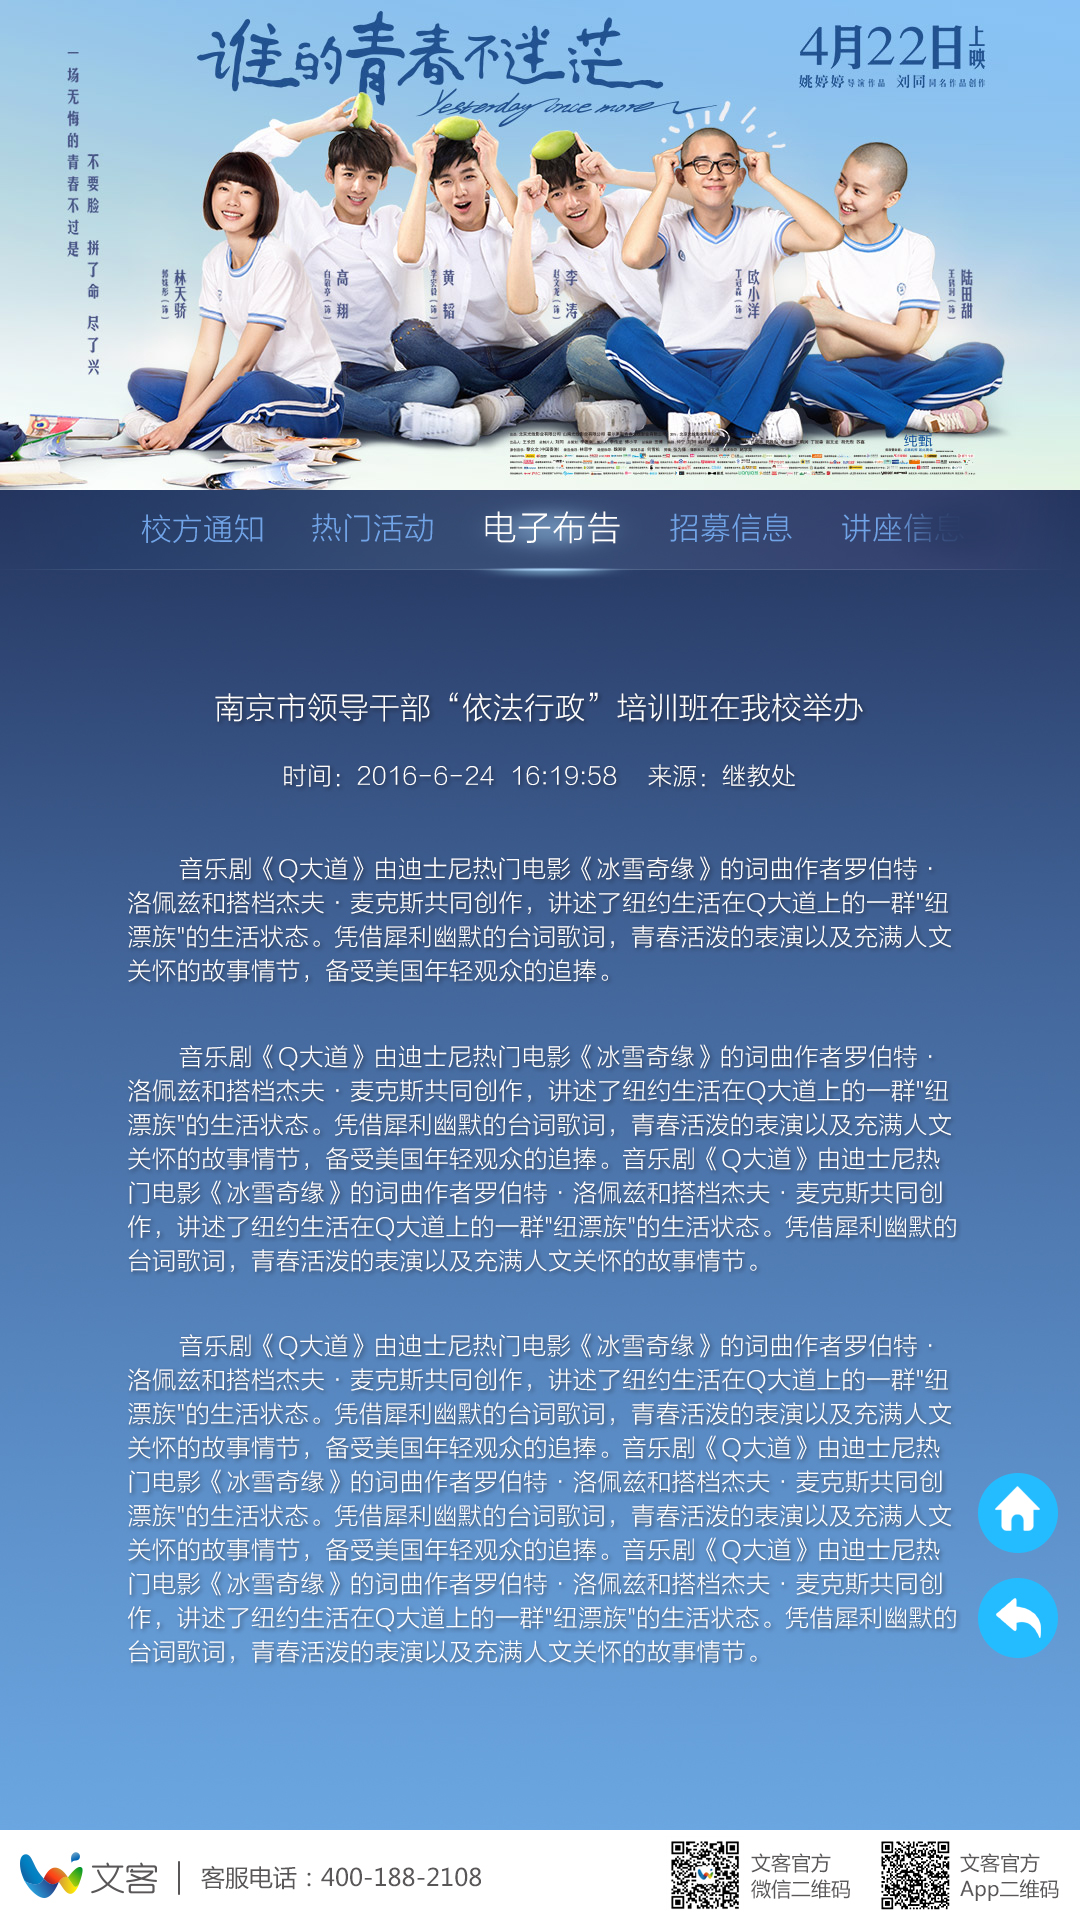 谁的青春不迷茫
Yesterday once more
4月22日上映
姚婷婷导演作品 刘同同名作品创作
一场无悔的青春不过是
不要脸 拼了命 尽了兴
林天骄
郭姝彤(饰)
高翔
白敬亭(饰)
黄韬
李宏毅(饰)
李涛
赵文龙(饰)
欧小洋
丁冠森(饰)
陆田甜
王鹤润(饰)
纯甄
校方通知 热门活动 电子布告 招募信息 讲座信息
南京市领导干部“依法行政”培训班在我校举办
时间：2016-6-24 16:19:58 来源：继教处
音乐剧《Q大道》由迪士尼热门电影《冰雪奇缘》的词曲作者罗伯特·
洛佩兹和搭档杰夫·麦克斯共同创作，讲述了纽约生活在Q大道上的一群"纽
漂族"的生活状态。凭借犀利幽默的台词歌词，青春活泼的表演以及充满人文
关怀的故事情节，备受美国年轻观众的追捧。
音乐剧《Q大道》由迪士尼热门电影《冰雪奇缘》的词曲作者罗伯特·
洛佩兹和搭档杰夫·麦克斯共同创作，讲述了纽约生活在Q大道上的一群"纽
漂族"的生活状态。凭借犀利幽默的台词歌词，青春活泼的表演以及充满人文
关怀的故事情节，备受美国年轻观众的追捧。音乐剧《Q大道》由迪士尼热
门电影《冰雪奇缘》的词曲作者罗伯特·洛佩兹和搭档杰夫·麦克斯共同创
作，讲述了纽约生活在Q大道上的一群"纽漂族"的生活状态。凭借犀利幽默的
台词歌词，青春活泼的表演以及充满人文关怀的故事情节。
音乐剧《Q大道》由迪士尼热门电影《冰雪奇缘》的词曲作者罗伯特·
洛佩兹和搭档杰夫·麦克斯共同创作，讲述了纽约生活在Q大道上的一群"纽
漂族"的生活状态。凭借犀利幽默的台词歌词，青春活泼的表演以及充满人文
关怀的故事情节，备受美国年轻观众的追捧。音乐剧《Q大道》由迪士尼热
门电影《冰雪奇缘》的词曲作者罗伯特·洛佩兹和搭档杰夫·麦克斯共同创
漂族"的生活状态。凭借犀利幽默的台词歌词，青春活泼的表演以及充满人文
关怀的故事情节，备受美国年轻观众的追捧。音乐剧《Q大道》由迪士尼热
门电影《冰雪奇缘》的词曲作者罗伯特·洛佩兹和搭档杰夫·麦克斯共同创
作，讲述了纽约生活在Q大道上的一群"纽漂族"的生活状态。凭借犀利幽默的
台词歌词，青春活泼的表演以及充满人文关怀的故事情节。
文客 客服电话：400-188-2108
文客官方
微信二维码
文客官方
App二维码